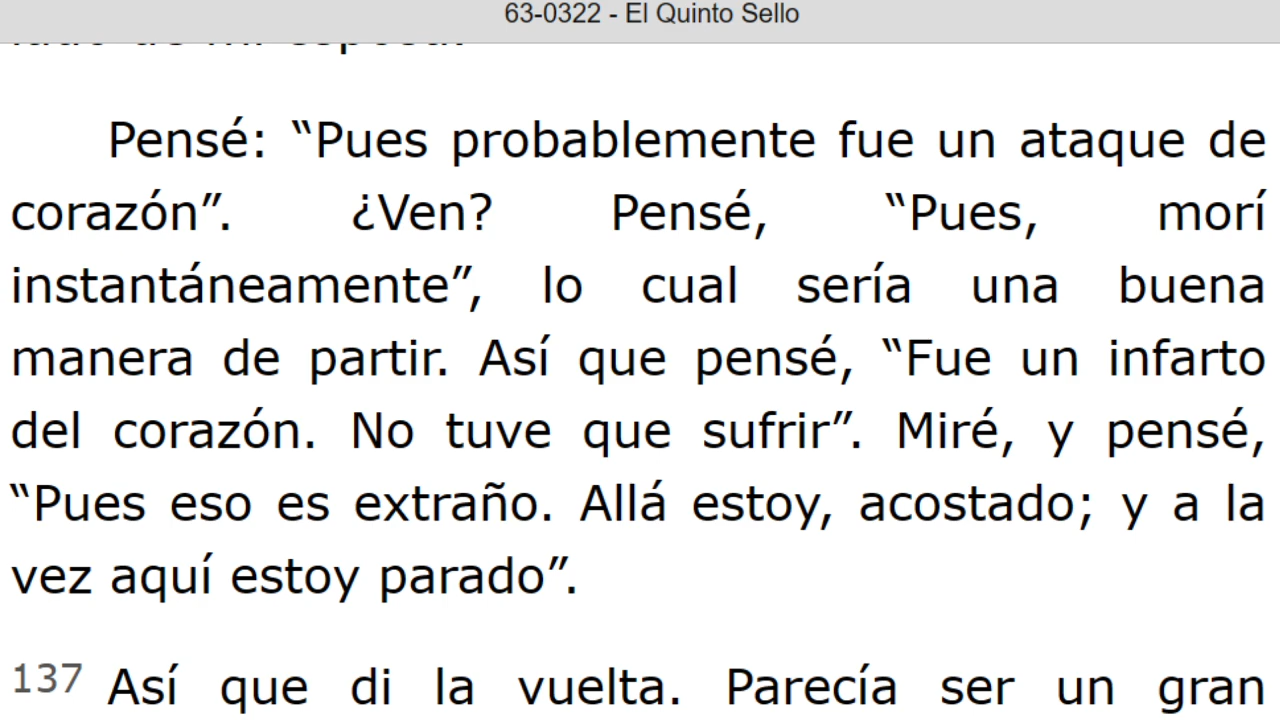 63-0322 - El Quinto Sello
Pensé: “Pues probablemente fue un ataque de
corazón”. ¿Ven? Pensé, “Pues, morí
instantáneamente”, lo cual sería una buena
manera de partir. Así que pensé, “Fue un infarto
del corazón. No tuve que sufrir”. Miré, y pensé,
“Pues eso es extraño. Allá estoy, acostado; y a la
vez aquí estoy parado”.
137 Así que di la vuelta. Parecía ser un gran